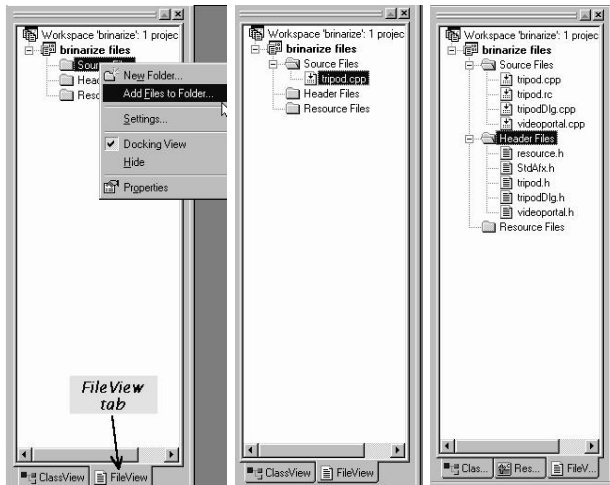 Workspace 'brinarize': 1 projec
brinarize files
Sour
Head
Reso
New Folder...
Add Files to Folder...
Settings...
Docking View
Hide
Properties
FileView
tab
ClassView
FileView
Workspace 'brinarize': 1 projec
brinarize files
Source Files
tripod.cpp
Header Files
Resource Files
ClassView
FileView
Workspace 'brinarize': 1 projec
brinarize files
Source Files
tripod.cpp
tripod.rc
tripodDlg.cpp
videoportal.cpp
Header Files
resource.h
StdAfx.h
tripod.h
tripodDlg.h
videoportal.h
Resource Files
Clas...
Res...
FileV...